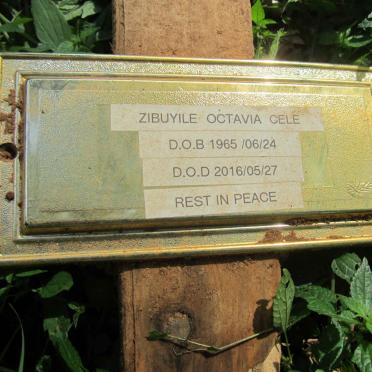 ZIBUYILE OCTAVIA CELE
D.O.B 1965 /06/24
D.O.D 2016/05/27
REST IN PEACE